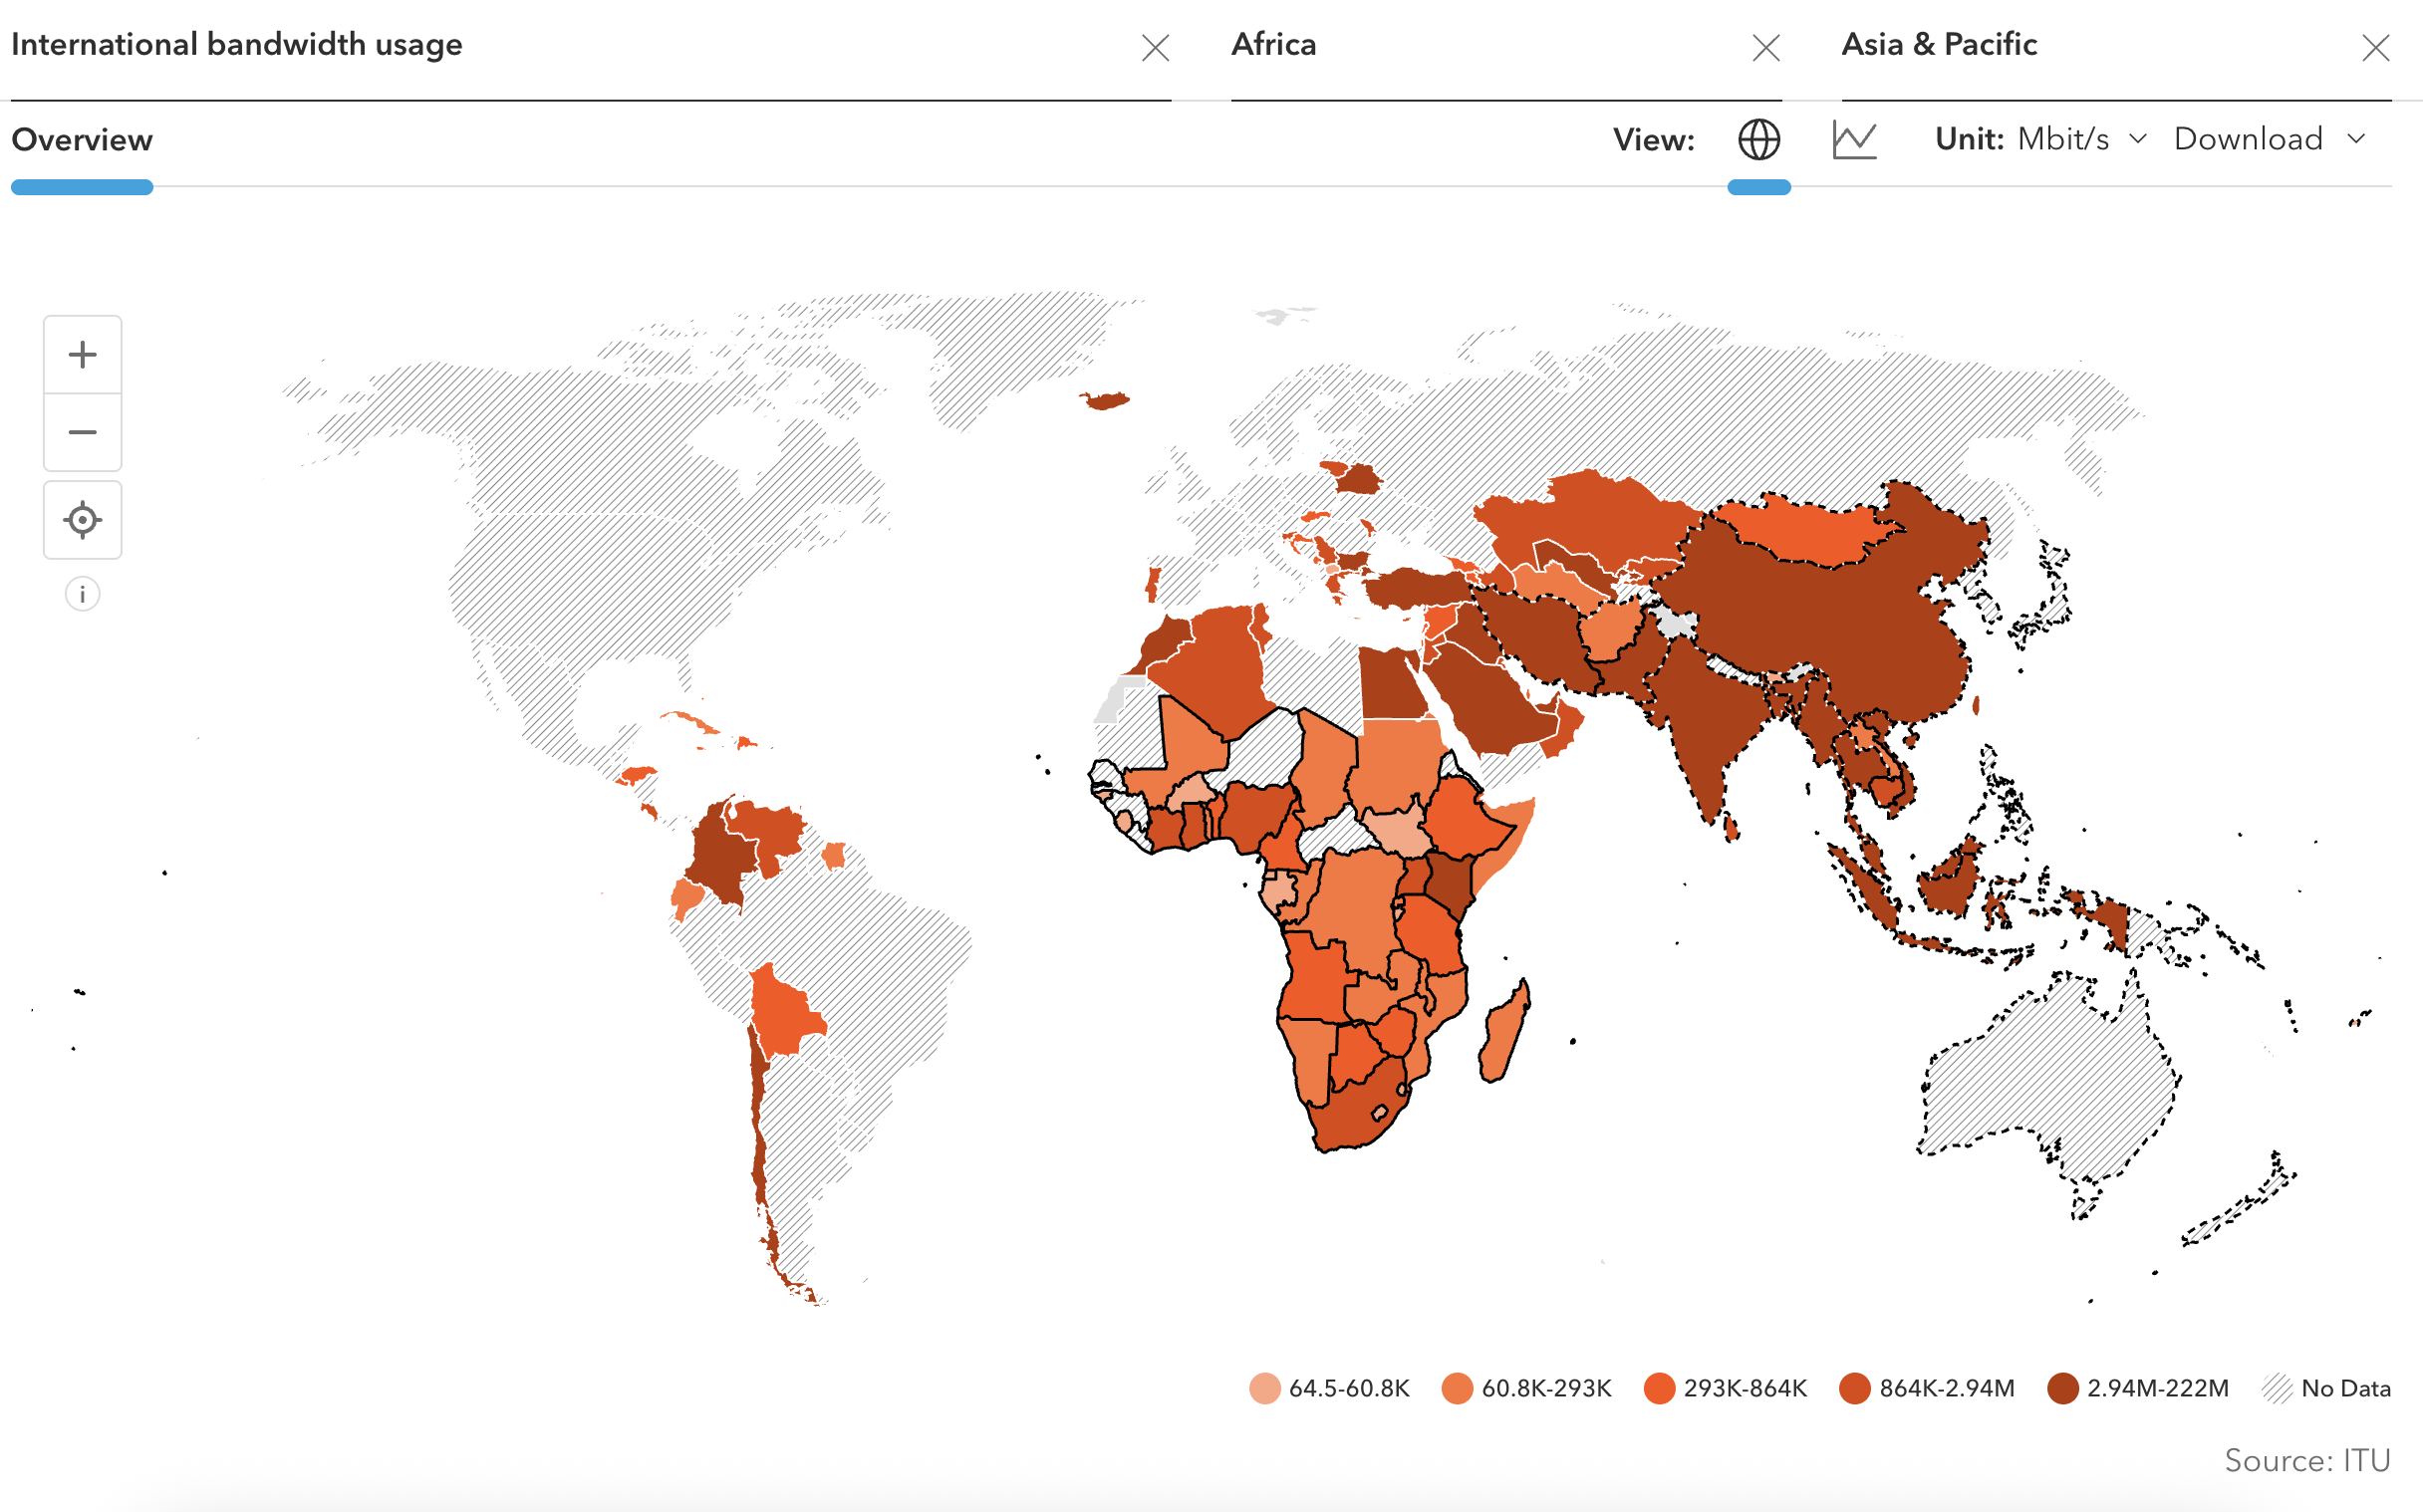 International bandwidth usage
Africa
Asia & Pacific
Overview
View:
Unit: Mbit/s
Download
i
64.5-60.8K
60.8K-293K
293K-864K
864K-2.94M
2.94M-222M
No Data
Source: ITU